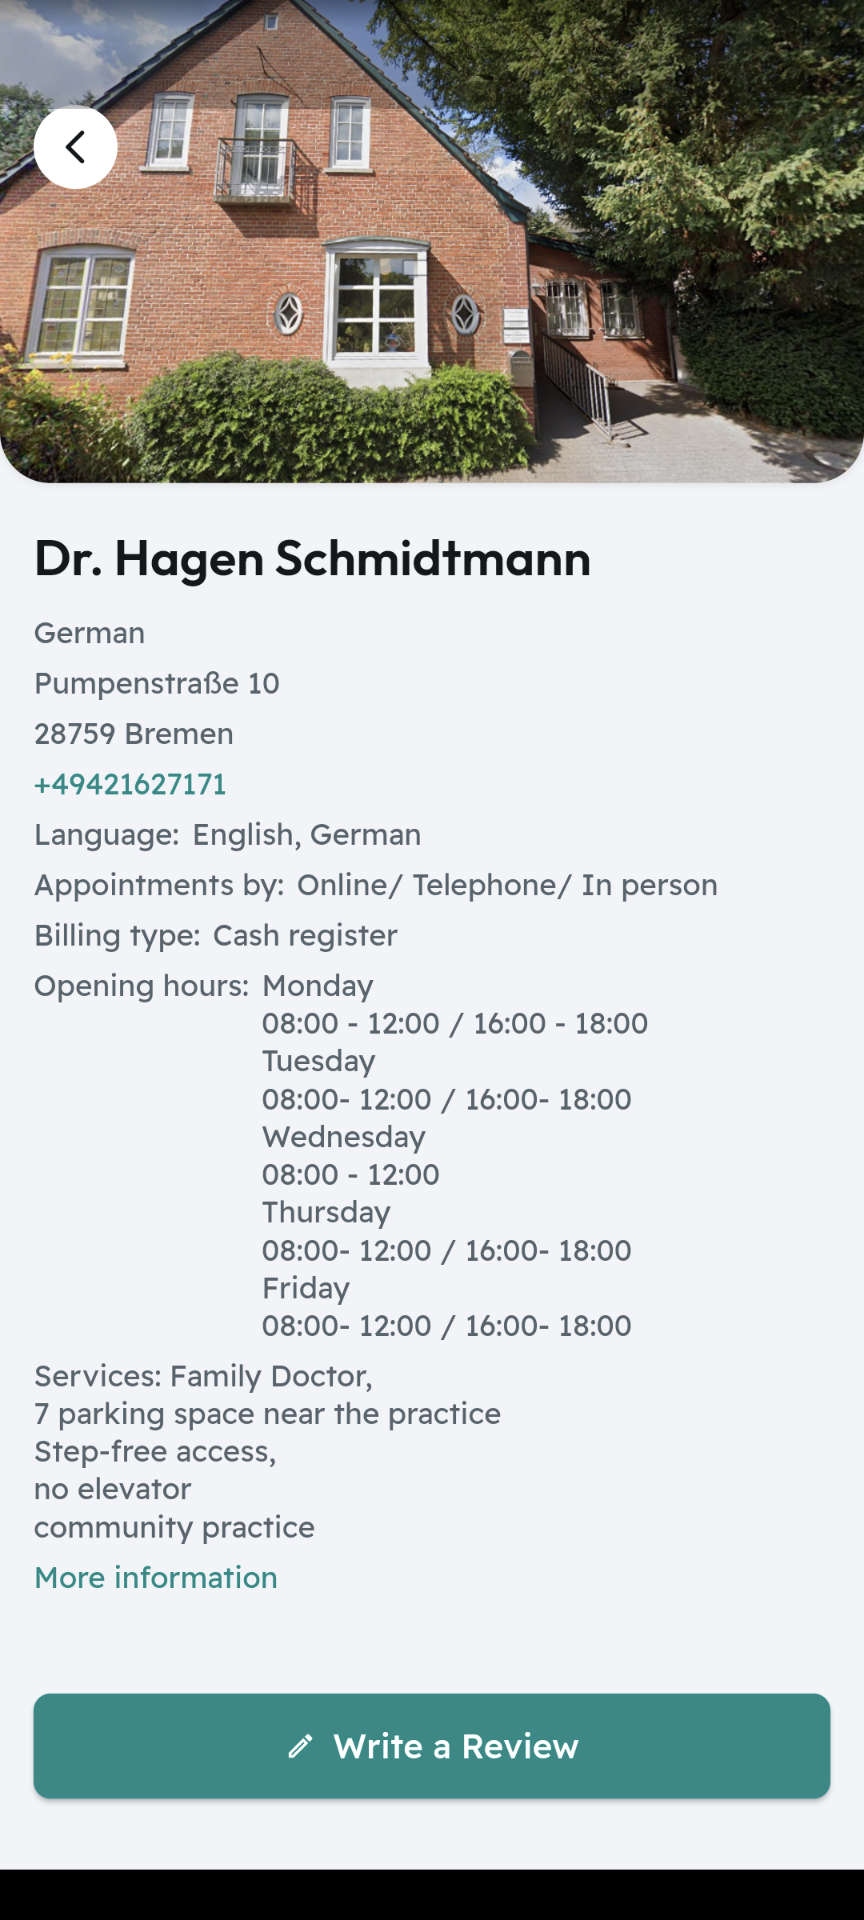 Dr. Hagen Schmidtmann
German
Pumpenstraße 10
28759 Bremen
+49421627171
Language: English, German
Appointments by: Online/ Telephone/ In person
Billing type: Cash register
Opening hours: Monday
08:00 - 12:00 / 16:00 - 18:00
Tuesday
08:00- 12:00 / 16:00- 18:00
Wednesday
08:00 - 12:00
Thursday
08:00- 12:00 / 16:00- 18:00
Friday
08:00- 12:00 / 16:00- 18:00
Services: Family Doctor,
7 parking space near the practice
Step-free access,
no elevator
community practice
More information
Write a Review